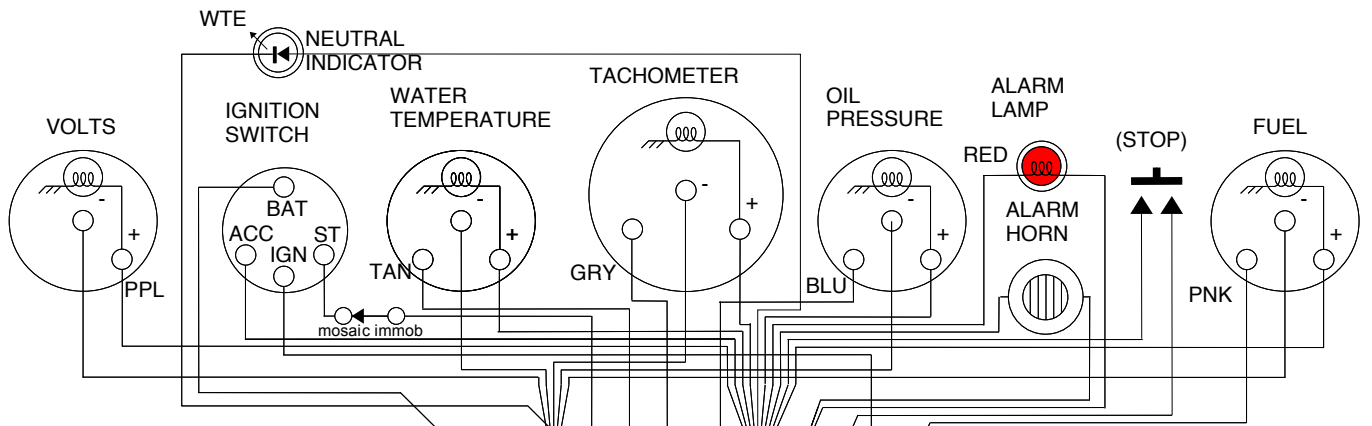 WTE
NEUTRAL
INDICATOR
VOLTS
IGNITION
SWITCH
WATER
TEMPERATURE
TACHOMETER
OIL
PRESSURE
ALARM
LAMP
(STOP)
FUEL
RED
ALARM
HORN
BAT
ACC
IGN
ST
- +
- +
- +
- +
- +
PPL
TAN
GRY
BLU
PNK
mosaic immob